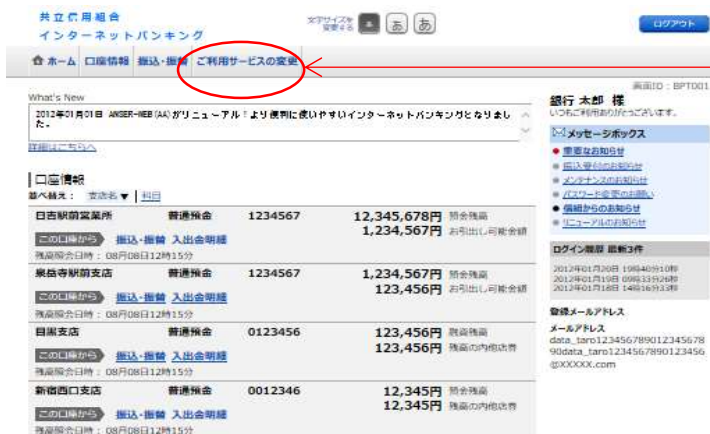 共立信用組合
インターネットバンキング
文字サイズを
変更する
あ
あ
ログアウト
ホーム 口座情報 振込・振替 ご利用サービスの変更
画面ID:BPT001
What's New
2012年01月01日 ANSER-WEB(AA)がリニューアル!より便利に使いやすいインターネットバンキングとなりまし
た。
詳細はこちらへ
銀行 太郎 様
いつもご利用ありがとうございます。
メッセージボックス
重要なお知らせ
振込受付のお知らせ
メンテナンスのお知らせ
パスワード変更のお願い
信組からのお知らせ
リニューアルのお知らせ
ログイン履歴 最新3件
2012年01月20日 19時40分10秒
2012年01月19日 09時33分26秒
2012年01月18日 14時16分33秒
登録メールアドレス
メールアドレス
data_taro123456789012345678
90data_taro1234567890123456
@XXXXX.com
口座情報
並べ替え: 支店名▼ 科目
日吉駅前営業所 普通預金 1234567 12,345,678円 預金残高
1,234,567円 お引出し可能金額
この口座から 振込・振替 入出金明細
残高照会日時:08月08日12時15分
泉岳寺駅前支店 普通預金 1234567 1,234,567円 預金残高
123,456円 お引出し可能金額
この口座から 振込・振替 入出金明細
残高照会日時:08月08日12時15分
目黒支店 普通預金 0123456 123,456円 残高
123,456円 残高の内他店券
この口座から 振込・振替 入出金明細
残高照会日時:08月08日12時15分
新宿西口支店 普通預金 0012346 12,345円 預金残高
12,345円 残高の内他店券
この口座から 振込・振替 入出金明細
残高照会日時:08月08日12時15分